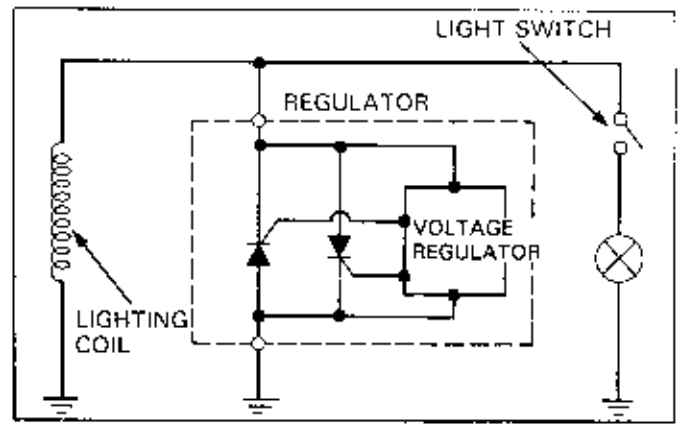 LIGHT SWITCH
REGULATOR
VOLTAGE
REGULATOR
LIGHTING
COIL